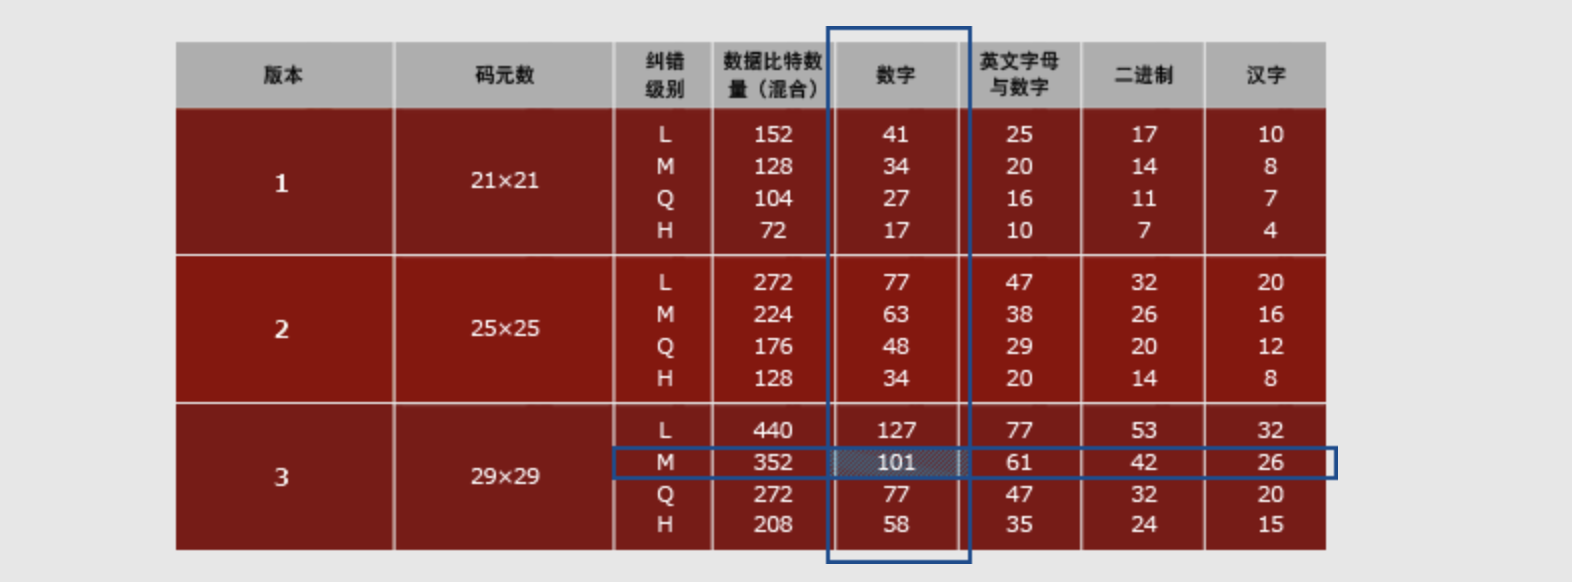 版本 码元数 纠错级别 数据比特数量（混合） 数字 英文字母与数字 二进制 汉字
L 152 41 25 17 10
M 128 34 20 14 8
1 21×21
Q 104 27 16 11 7
H 72 17 10 7 4
L 272 77 47 32 20
M 224 63 38 26 16
2 25×25
Q 176 48 29 20 12
H 128 34 20 14 8
L 440 127 77 53 32
M 352 101 61 42 26
3 29×29
Q 272 77 47 32 20
H 208 58 35 24 15